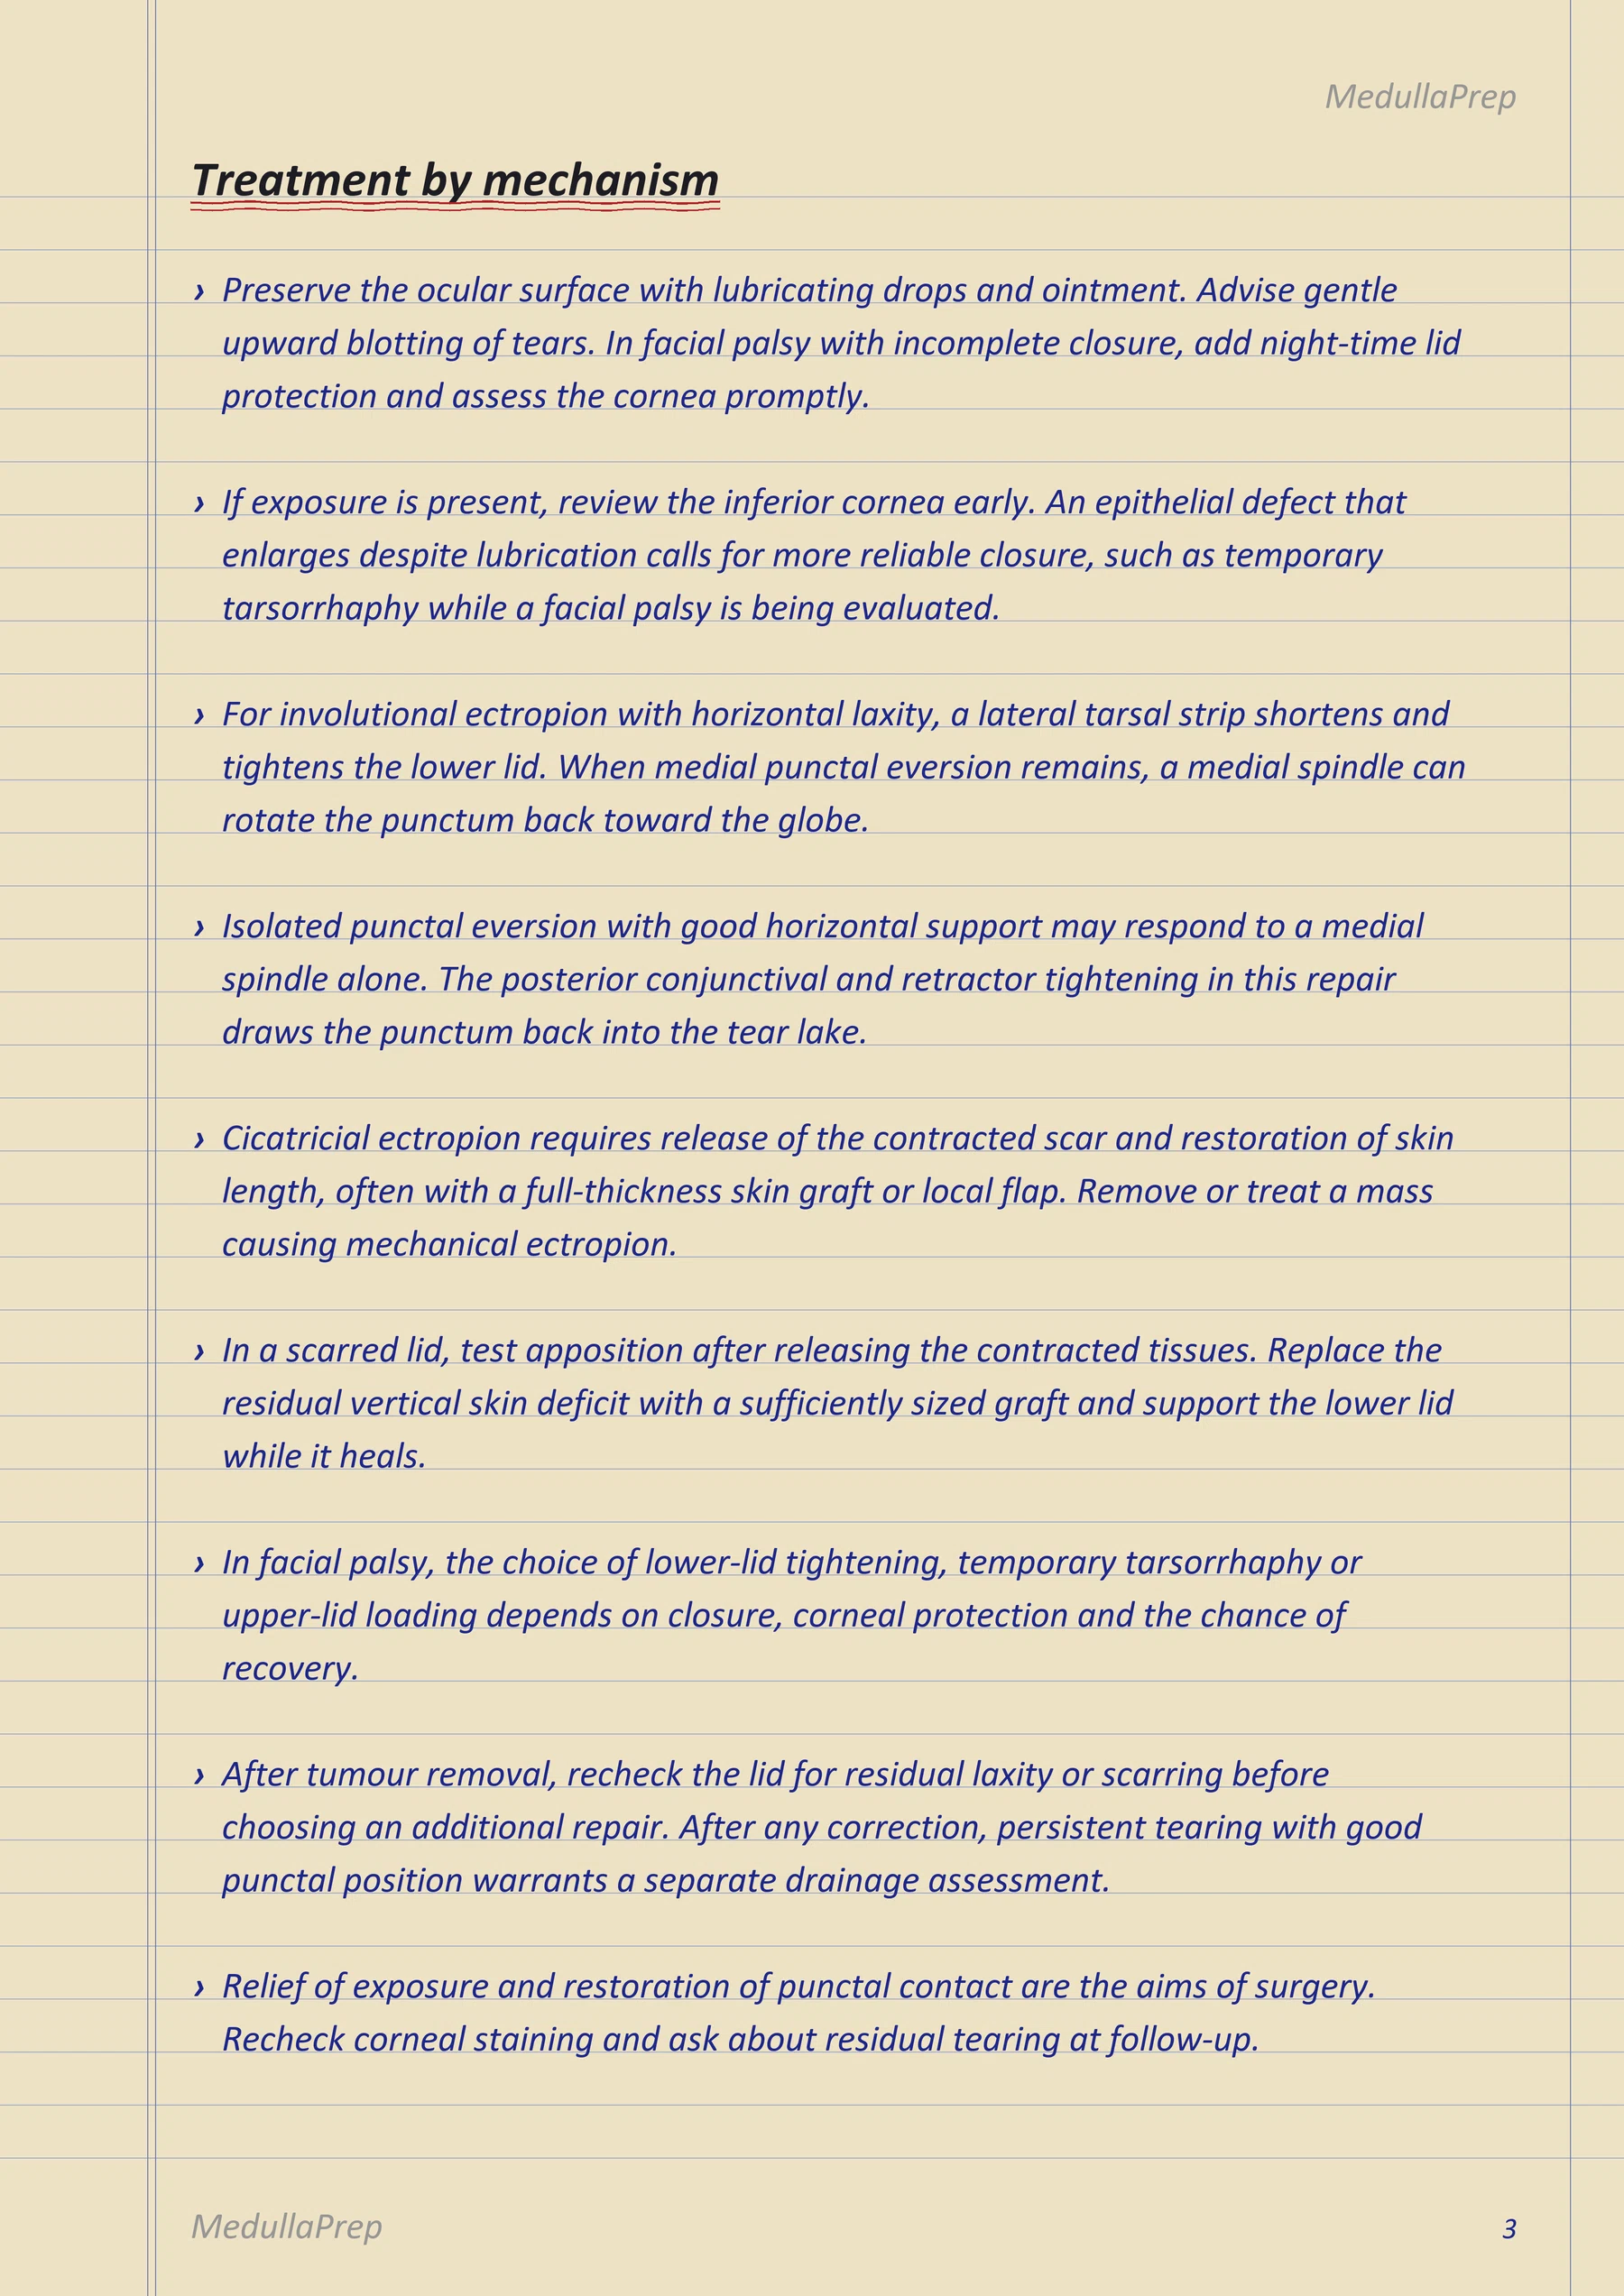 MedullaPrep
Treatment by mechanism
› Preserve the ocular surface with lubricating drops and ointment. Advise gentle
upward blotting of tears. In facial palsy with incomplete closure, add night-time lid
protection and assess the cornea promptly.
› If exposure is present, review the inferior cornea early. An epithelial defect that
enlarges despite lubrication calls for more reliable closure, such as temporary
tarsorrhaphy while a facial palsy is being evaluated.
› For involutional ectropion with horizontal laxity, a lateral tarsal strip shortens and
tightens the lower lid. When medial punctal eversion remains, a medial spindle can
rotate the punctum back toward the globe.
› Isolated punctal eversion with good horizontal support may respond to a medial
spindle alone. The posterior conjunctival and retractor tightening in this repair
draws the punctum back into the tear lake.
› Cicatricial ectropion requires release of the contracted scar and restoration of skin
length, often with a full-thickness skin graft or local flap. Remove or treat a mass
causing mechanical ectropion.
› In a scarred lid, test apposition after releasing the contracted tissues. Replace the
residual vertical skin deficit with a sufficiently sized graft and support the lower lid
while it heals.
› In facial palsy, the choice of lower-lid tightening, temporary tarsorrhaphy or
upper-lid loading depends on closure, corneal protection and the chance of
recovery.
› After tumour removal, recheck the lid for residual laxity or scarring before
choosing an additional repair. After any correction, persistent tearing with good
punctal position warrants a separate drainage assessment.
› Relief of exposure and restoration of punctal contact are the aims of surgery.
Recheck corneal staining and ask about residual tearing at follow-up.
MedullaPrep
3